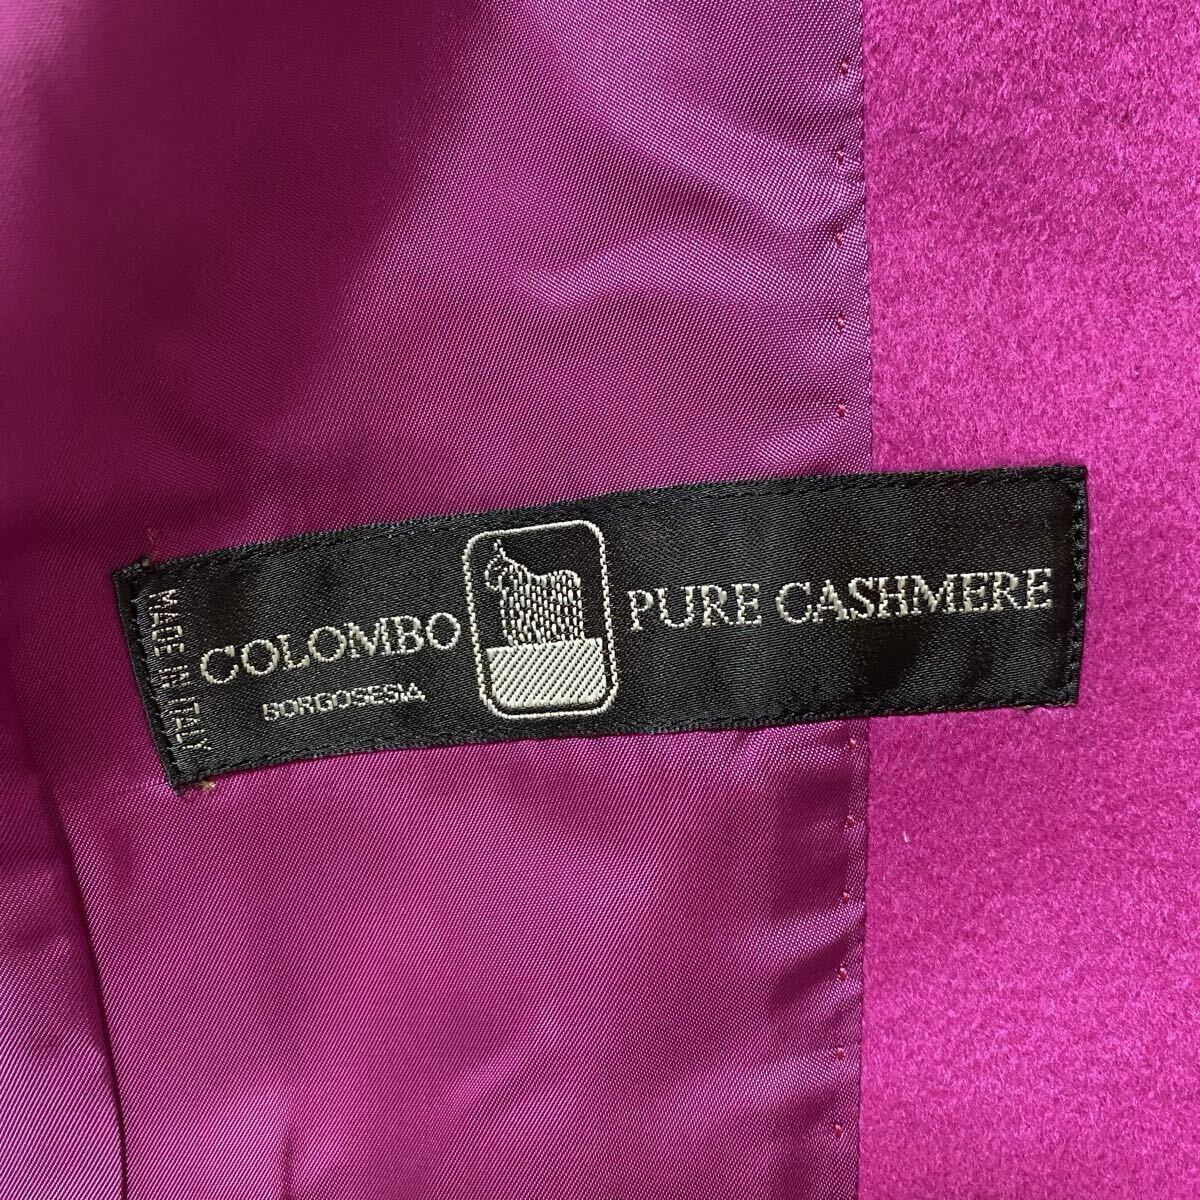 MADE IN ITALY
COLOMBO
BORGOSESIA
PURE CASHMERE